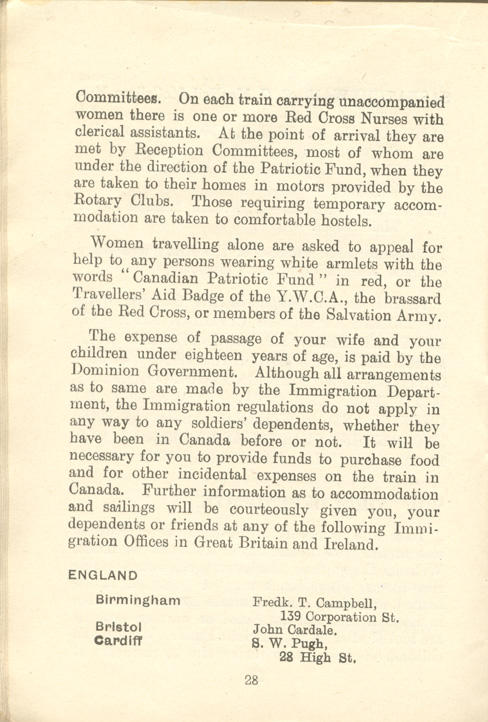 Committees. On each train carrying unaccompanied
women there is one or more Red Cross Nurses with
clerical assistants. At the point of arrival they are
met by Reception Committees, most of whom are
under the direction of the Patriotic Fund, when they
are taken to their homes in motors provided by the
Rotary Clubs. Those requiring temporary accom-
modation are taken to comfortable hostels.
Women travelling alone are asked to appeal for
help to any persons wearing white armlets with the
words "Canadian Patriotic Fund" in red, or the
Travellers' Aid Badge of the Y.W.C.A., the brassard
of the Red Cross, or members of the Salvation Army.
The expense of passage of your wife and your
children under eighteen years of age, is paid by the
Dominion Government. Although all arrangements
as to same are made by the Immigration Depart-
ment, the Immigration regulations do not apply in
any way to any soldiers' dependents, whether they
have been in Canada before or not. It will be
necessary for you to provide funds to purchase food
and for other incidental expenses on the train in
Canada. Further information as to accommodation
and sailings will be courteously given you, your
dependents or friends at any of the following Immi-
gration Offices in Great Britain and Ireland.
ENGLAND
Birmingham Fredk. T. Campbell,
139 Corporation St.
Bristol John Cardale.
Cardiff S. W. Pugh,
28 High St.
28